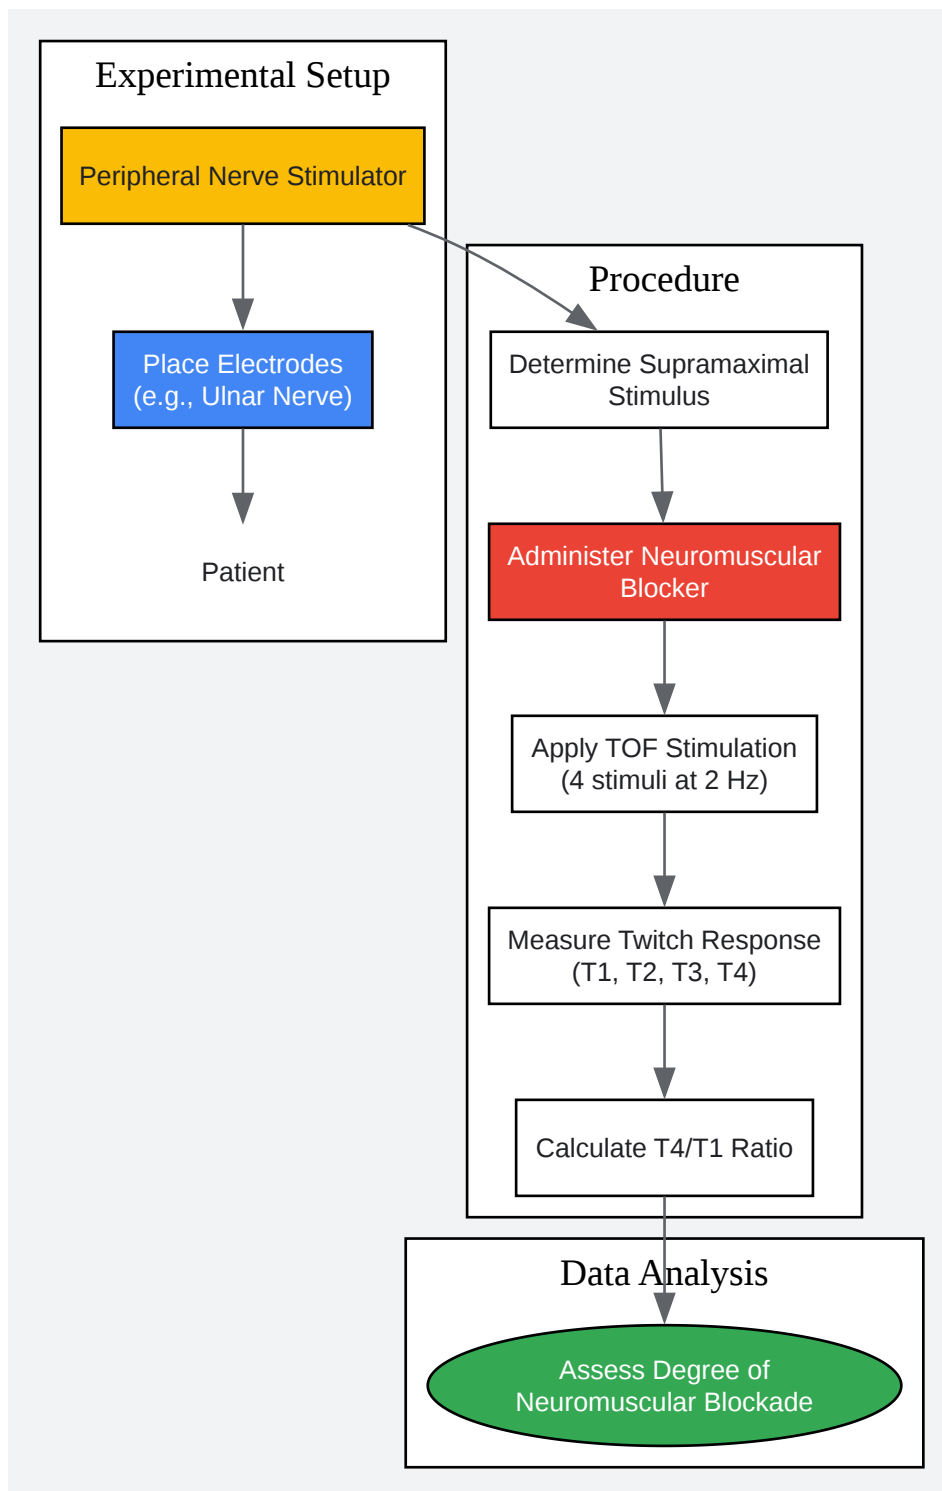 Experimental Setup
Peripheral Nerve Stimulator
Place Electrodes
(e.g., Ulnar Nerve)
Patient
Procedure
Determine Supramaximal
Stimulus
Administer Neuromuscular
Blocker
Apply TOF Stimulation
(4 stimuli at 2 Hz)
Measure Twitch Response
(T1, T2, T3, T4)
Calculate T4/T1 Ratio
Data Analysis
Assess Degree of
Neuromuscular Blockade